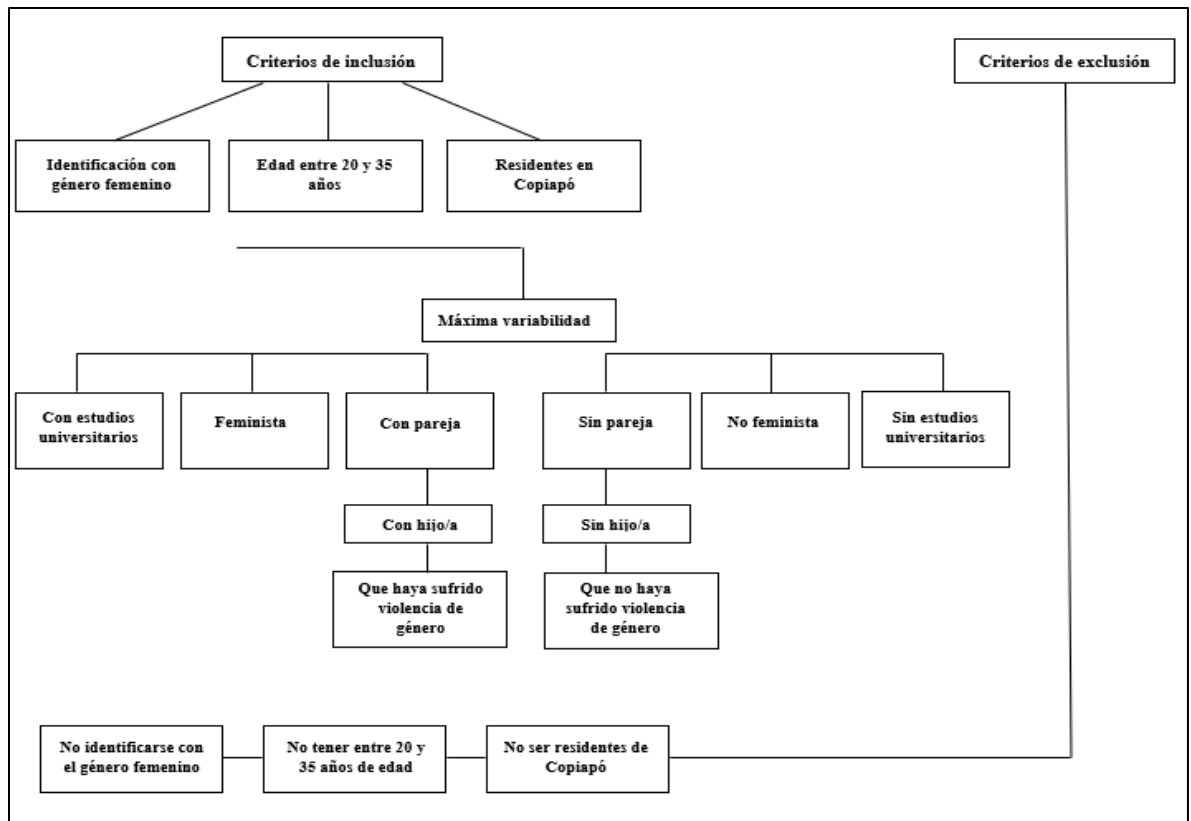 Criterios de inclusión
Criterios de exclusión
Identificación con
género femenino
Edad entre 20 y 35
años
Residentes en
Copiapó
Máxima variabilidad
Con estudios
universitarios
Feminista
Con pareja
Sin pareja
No feminista
Sin estudios
universitarios
Con hijo/a
Sin hijo/a
Que haya sufrido
violencia de
género
Que no haya
sufrido violencia
de género
No identificarse con
el género femenino
No tener entre 20 y
35 años de edad
No ser residentes de
Copiapó